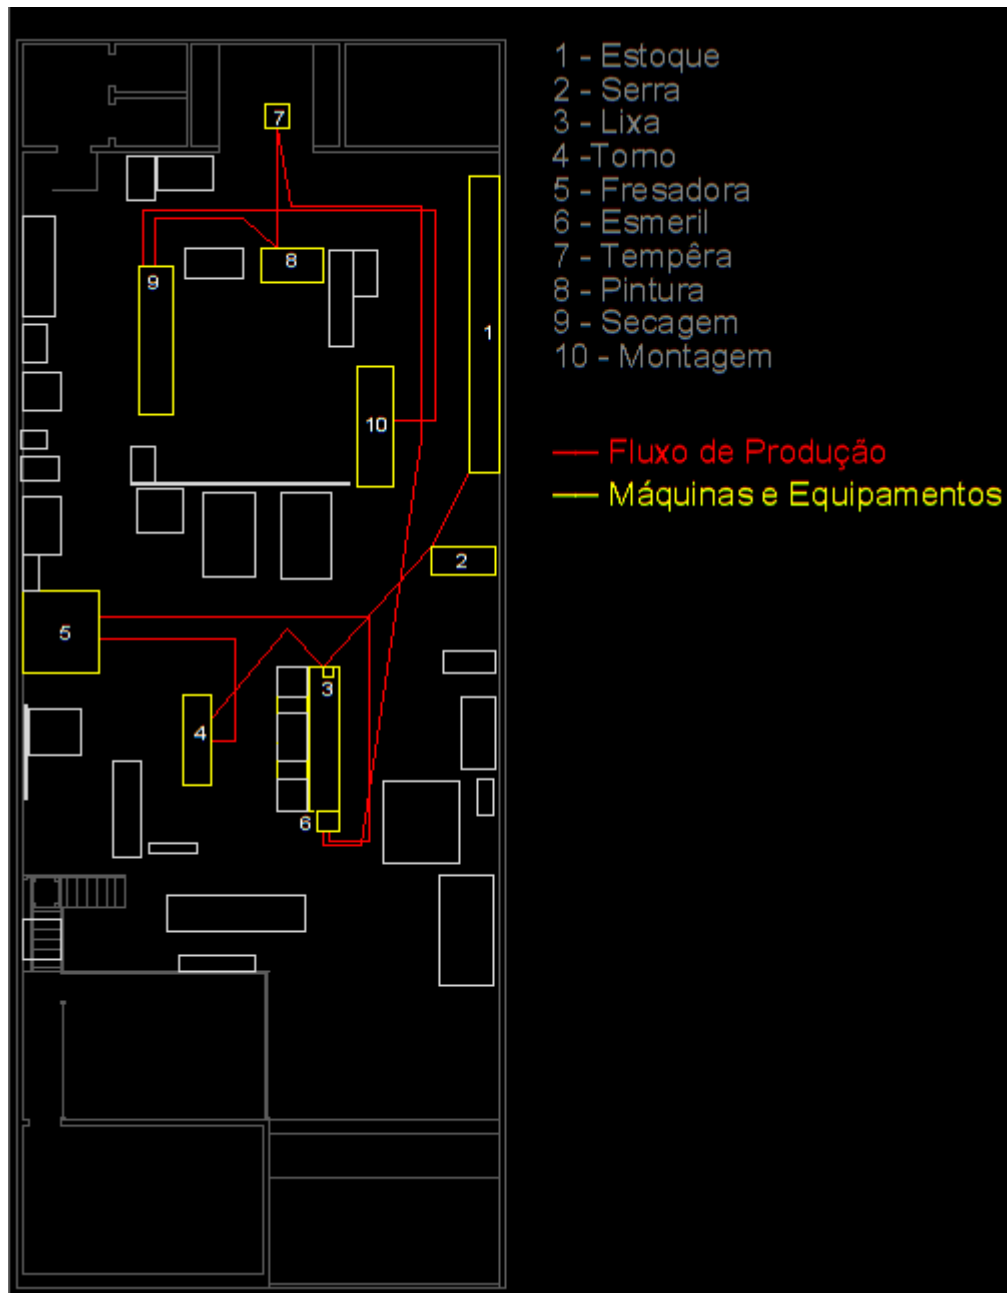 1 - Estoque
2 - Serra
3 - Lixa
4 -Torno
5 - Fresadora
6 - Esmeril
7 - Tempêra
8 - Pintura
9 - Secagem
10 - Montagem
Fluxo de Produção
Máquinas e Equipamentos
7
8
9
1
10
2
5
3
4
6